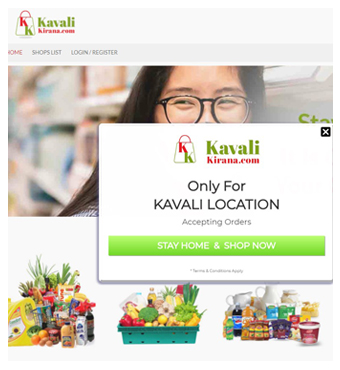 Kavali
Kirana.com
HOME SHOPS LIST LOGIN / REGISTER
Stay
Kavali
Kirana.com
Only For
KAVALI LOCATION
Accepting Orders
STAY HOME & SHOP NOW
* Terms & Conditions Apply